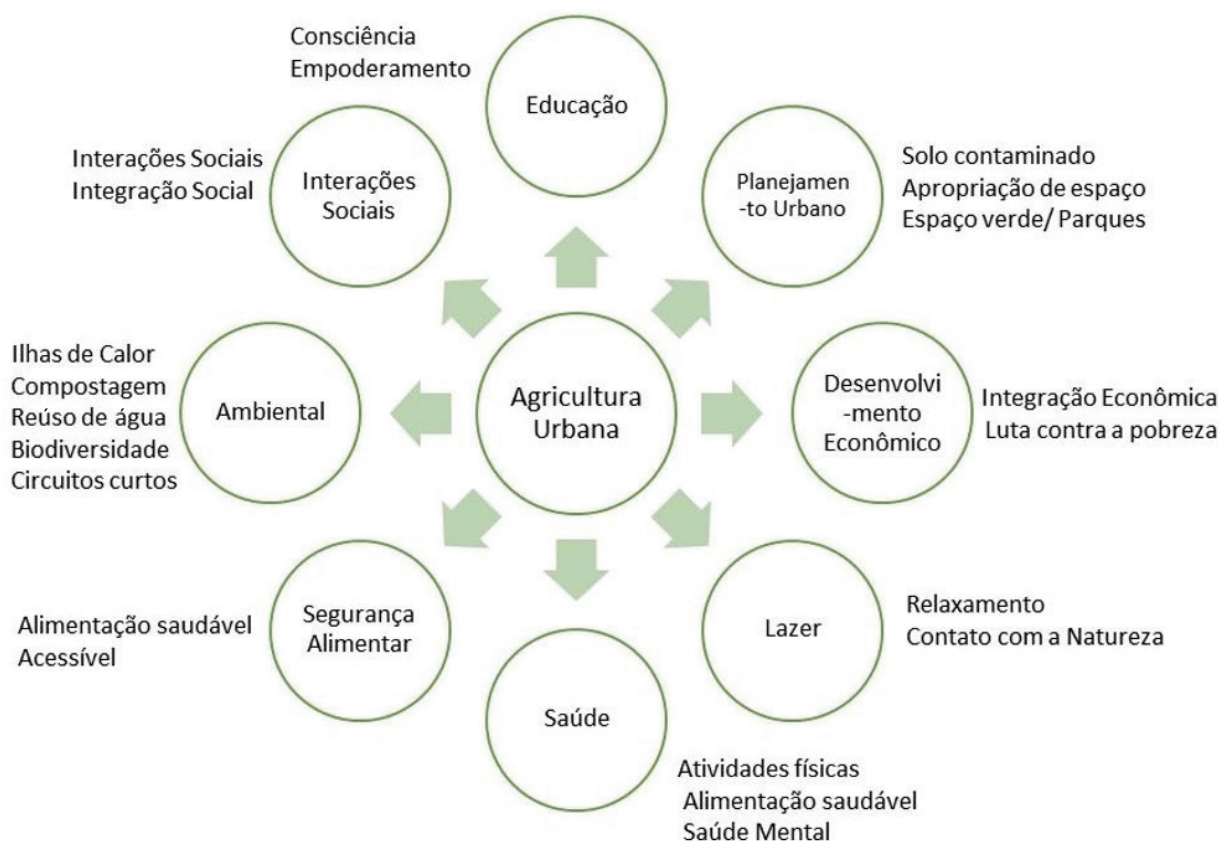 Consciência
Empoderamento
Educação
Interações Sociais
Integração Social
Interações
Sociais
Planejamen
-to Urbano
Solo contaminado
Apropriação de espaço
Espaço verde/ Parques
Ilhas de Calor
Compostagem
Reúso de água
Biodiversidade
Circuitos curtos
Ambiental
Agricultura
Urbana
Desenvolvi
-mento
Econômico
Integração Econômica
Luta contra a pobreza
Alimentação saudável
Acessível
Segurança
Alimentar
Lazer
Relaxamento
Contato com a Natureza
Saúde
Atividades físicas
Alimentação saudável
Saúde Mental